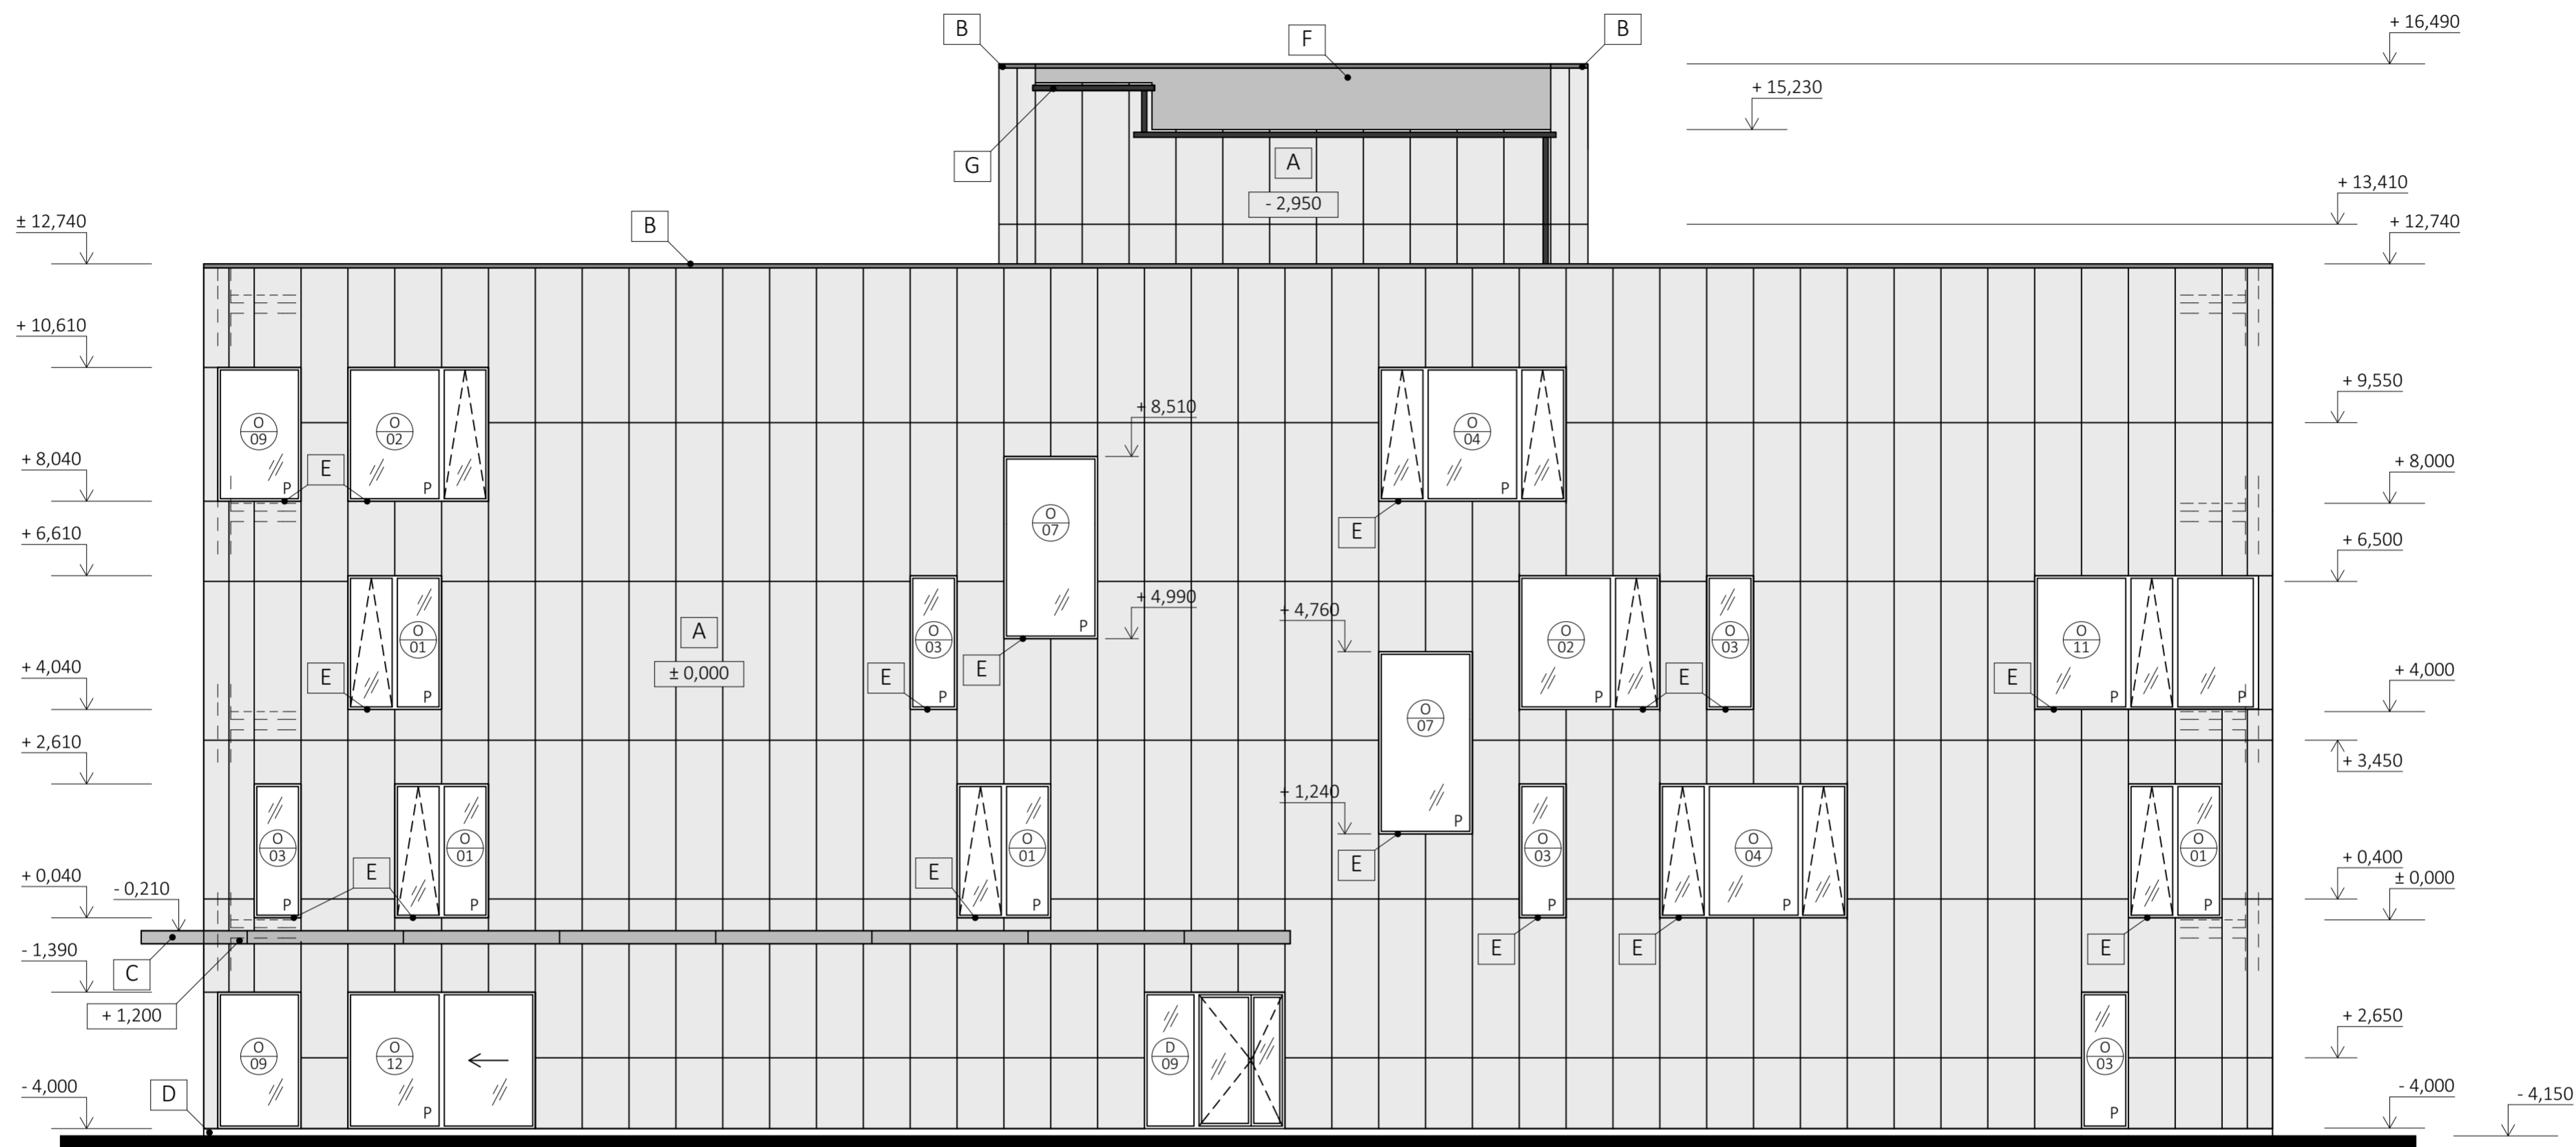 B
F
B
+ 16,490
+ 15,230
G
A
- 2,950
+ 13,410
± 12,740
B
+ 12,740
+ 10,610
+ 9,550
+ 8,510
O
09
O
02
O
04
+ 8,040
E
+ 8,000
P
P
P
O
07
+ 6,610
E
+ 6,500
+ 4,990
+ 4,760
P
A
O
01
O
03
O
02
O
03
O
11
+ 4,040
E
± 0,000
E
E
E
E
+ 4,000
P
P
P
P
P
P
O
07
+ 2,610
+ 3,450
+ 1,240
P
O
03
O
01
O
01
O
03
O
04
O
01
+ 0,040
- 0,210
E
E
E
+ 0,400
± 0,000
P
P
P
P
P
P
- 1,390
C
E
E
E
+ 1,200
+ 2,650
O
09
O
12
D
09
O
03
- 4,000
D
P
P
- 4,000
- 4,150